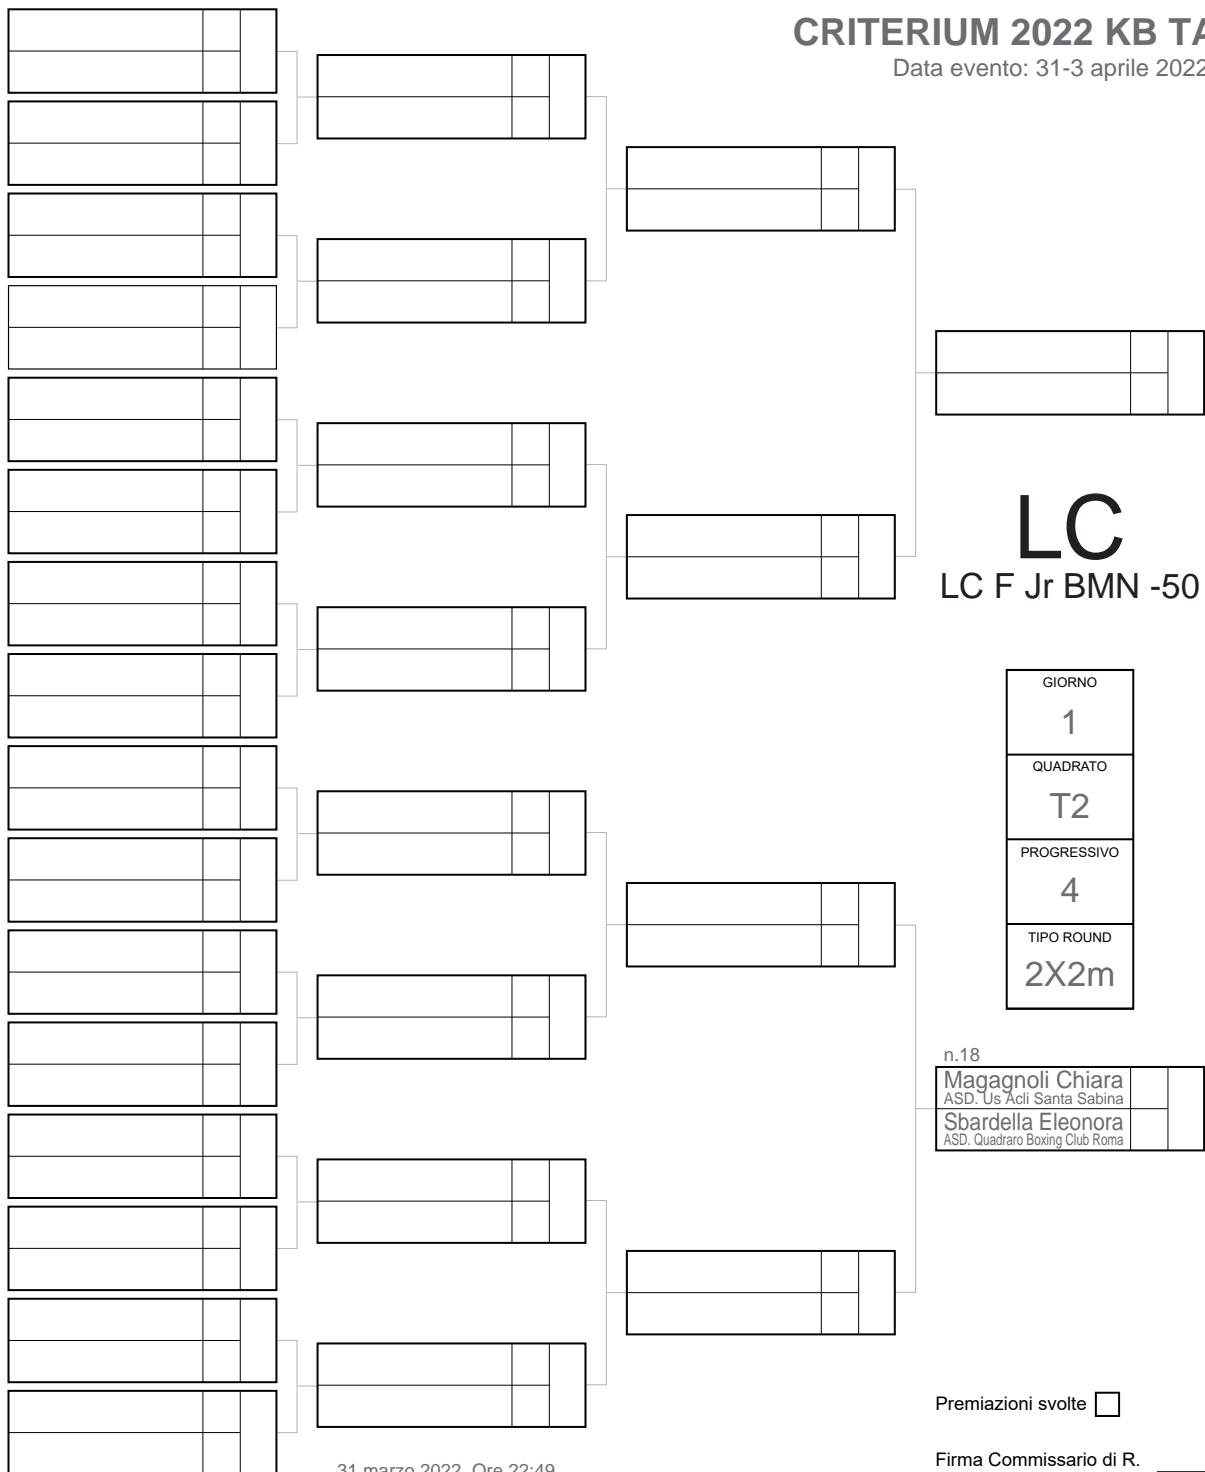 CRITERIUM 2022 KB TA
Data evento: 31-3 aprile 2022
LC
LC F Jr BMN -50
GIORNO
1
QUADRATO
T2
PROGRESSIVO
4
TIPO ROUND
2X2m
n.18
Magagnoli Chiara
ASD. Us Acli Santa Sabina
Sbardella Eleonora
ASD. Quadraro Boxing Club Roma
Premiazioni svolte
Firma Commissario di R.
31 marzo 2022 Ore 22:49